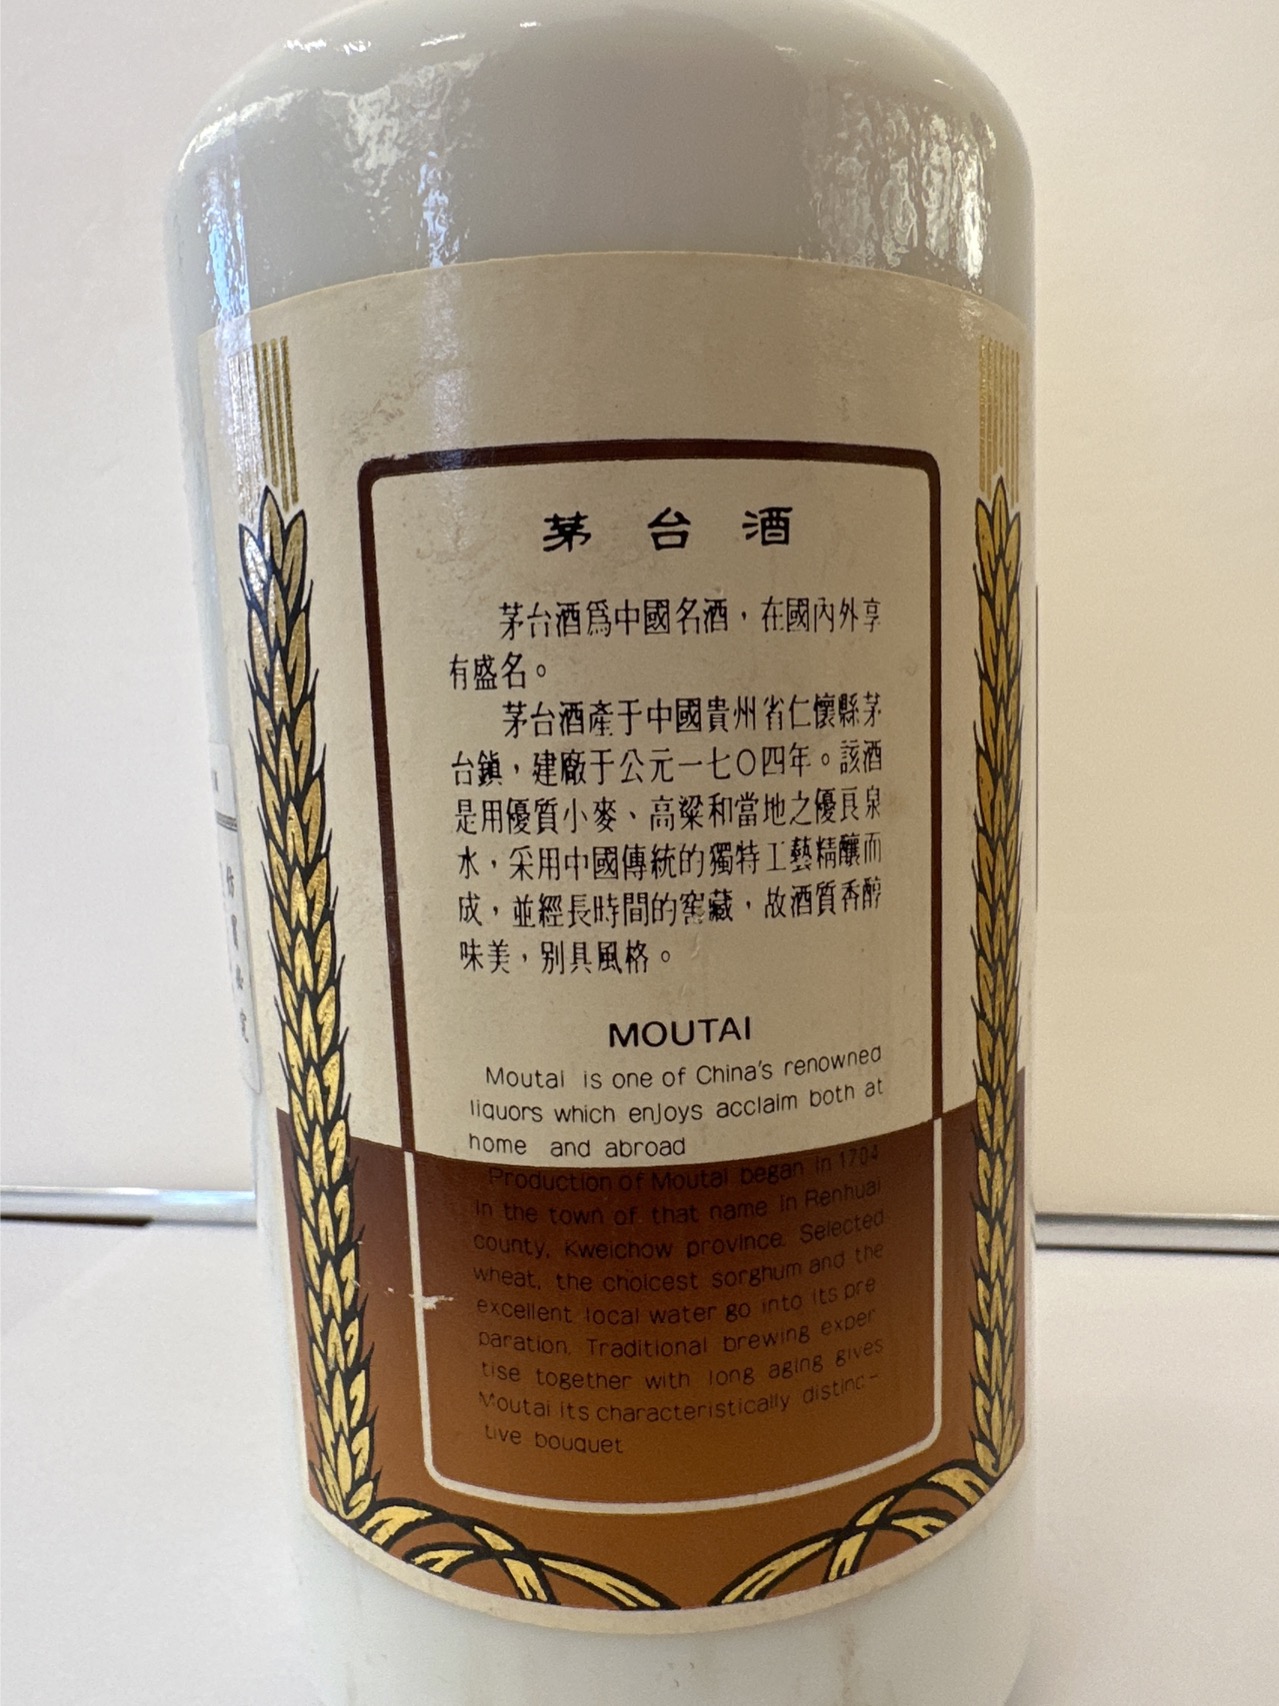 茅台酒
茅台酒爲中國名酒，在國內外享
有盛名。
茅台酒產于中國貴州省仁懷縣茅
台鎮，建廠于公元一七〇四年。該酒
是用優質小麥、高粱和當地之優良泉
水，采用中國傳統的獨特工藝精釀而
成，並經長時間的窖藏，故酒質香醇
味美，别具風格。
MOUTAI
Moutai is one of China's renowned
liquors which enjoys acclaim both at
home and abroad
Production of Moutai began in 1704
in the town of that name in Renhuai
county, Kweichow province. Selected
wheat, the choicest sorghum and the
excellent local water go into its pre
paration. Traditional brewing exper
tise together with long aging gives
Moutai its characteristically distinc-
tive bouquet